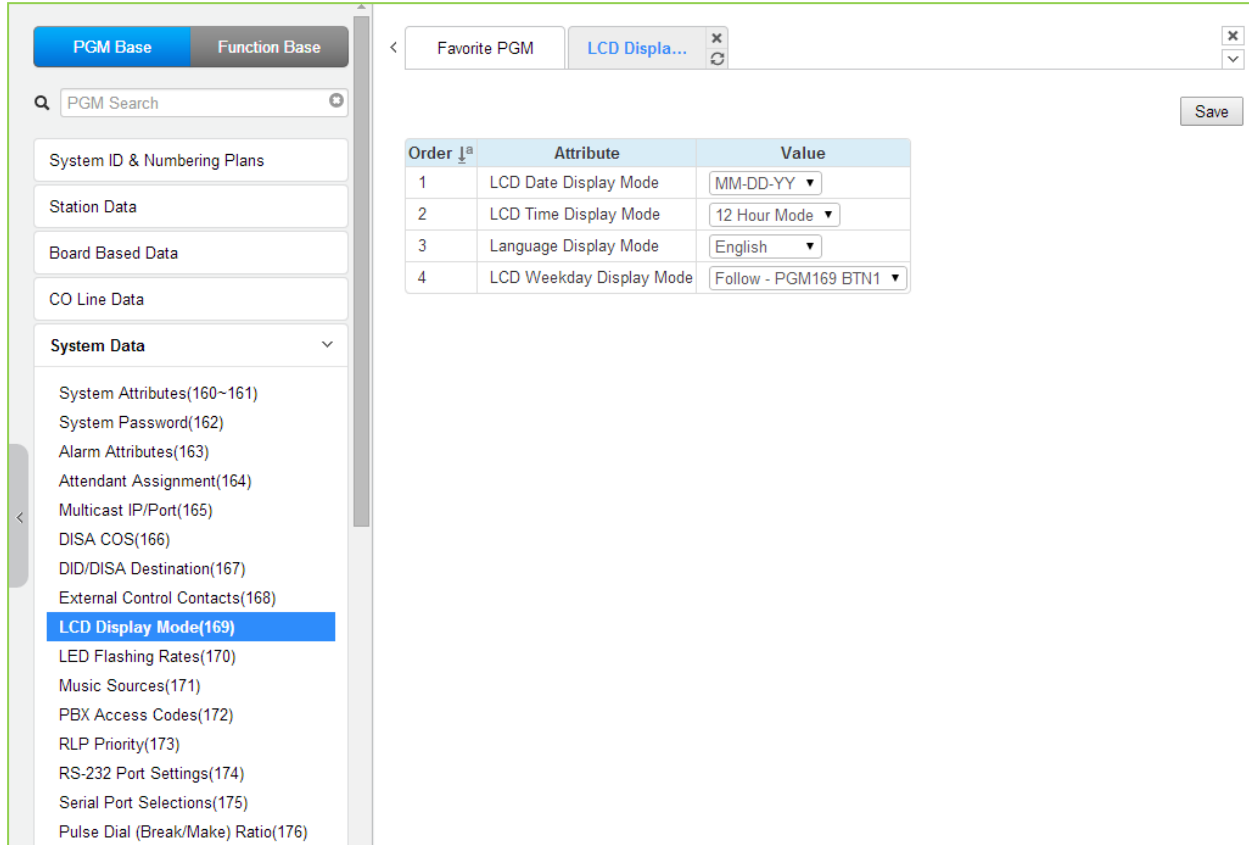 PGM Base Function Base
PGM Search
System ID & Numbering Plans
Station Data
Board Based Data
CO Line Data
System Data
System Attributes(160~161)
System Password(162)
Alarm Attributes(163)
Attendant Assignment(164)
Multicast IP/Port(165)
DISA COS(166)
DID/DISA Destination(167)
External Control Contacts(168)
LCD Display Mode(169)
LED Flashing Rates(170)
Music Sources(171)
PBX Access Codes(172)
RLP Priority(173)
RS-232 Port Settings(174)
Serial Port Selections(175)
Pulse Dial (Break/Make) Ratio(176)
Favorite PGM LCD Displa...
Save
Order Attribute Value
1 LCD Date Display Mode MM-DD-YY
2 LCD Time Display Mode 12 Hour Mode
3 Language Display Mode English
4 LCD Weekday Display Mode Follow - PGM169 BTN1